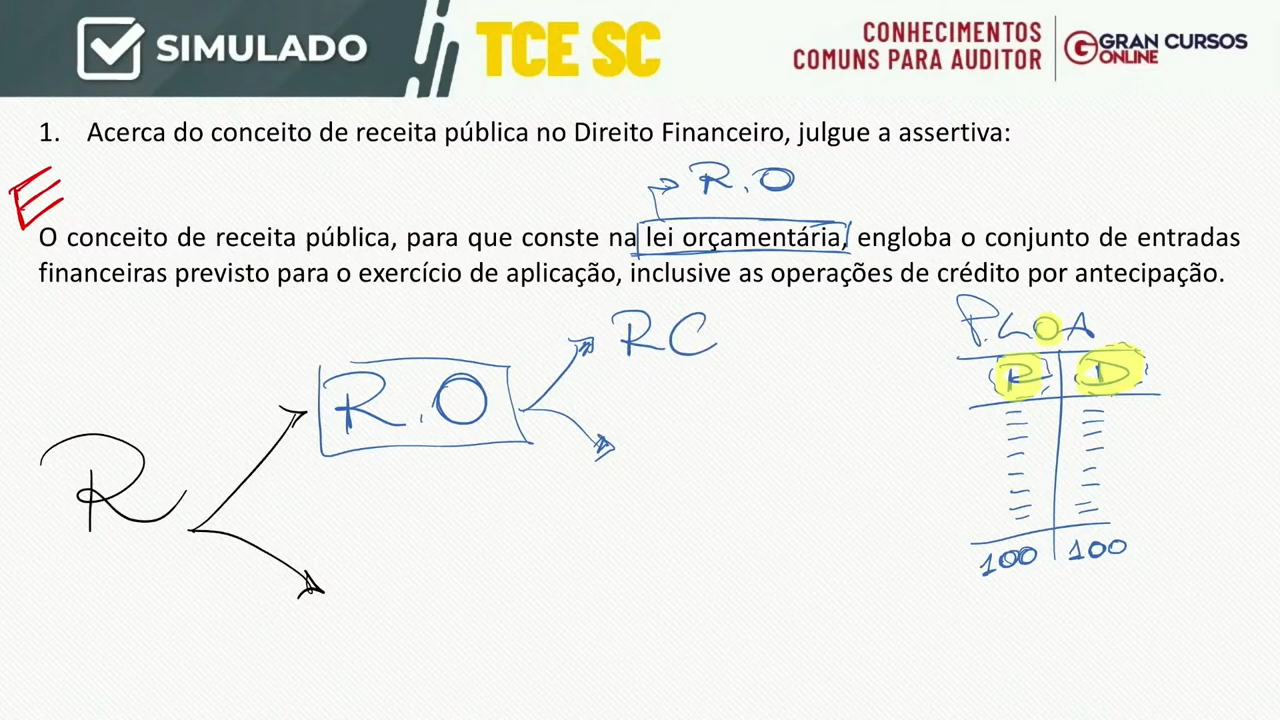 SIMULADO
TCE SC
CONHECIMENTOS
COMUNS PARA AUDITOR
GRAN CURSOS
ONLINE
1. Acerca do conceito de receita pública no Direito Financeiro, julgue a assertiva:
R.O
E
O conceito de receita pública, para que conste na lei orçamentária, engloba o conjunto de entradas
financeiras previsto para o exercício de aplicação, inclusive as operações de crédito por antecipação.
RC
P.LOA
R D
R.O
R
100 100